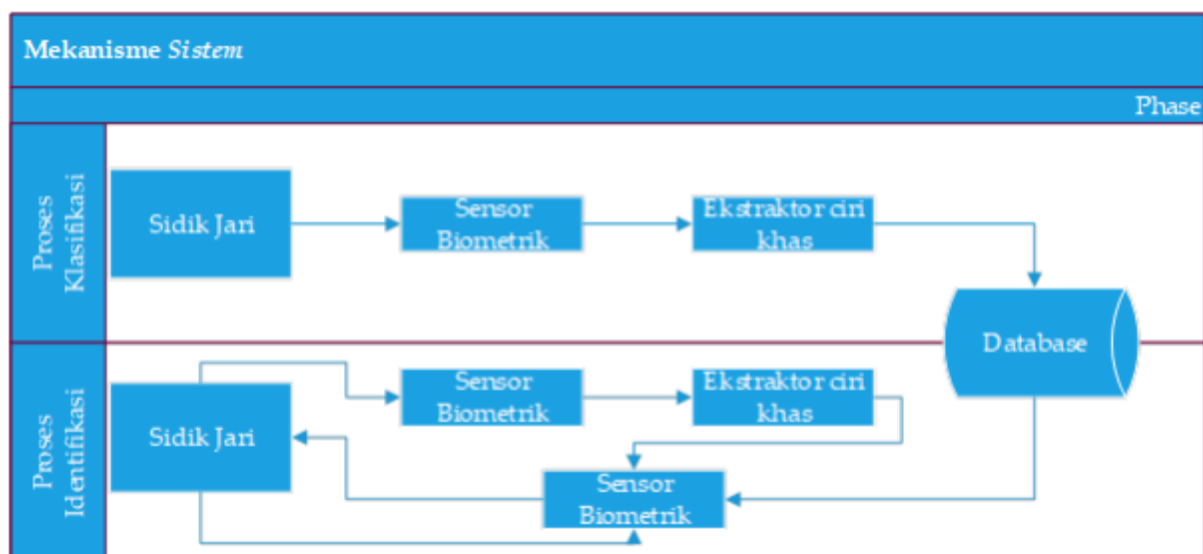 Mekanisme Sistem
Phase
Proses
Klasifikasi
Sidik Jari
Sensor
Biometrik
Ekstraktor ciri
khas
Database
Proses
Identifikasi
Sidik Jari
Sensor
Biometrik
Ekstraktor ciri
khas
Sensor
Biometrik